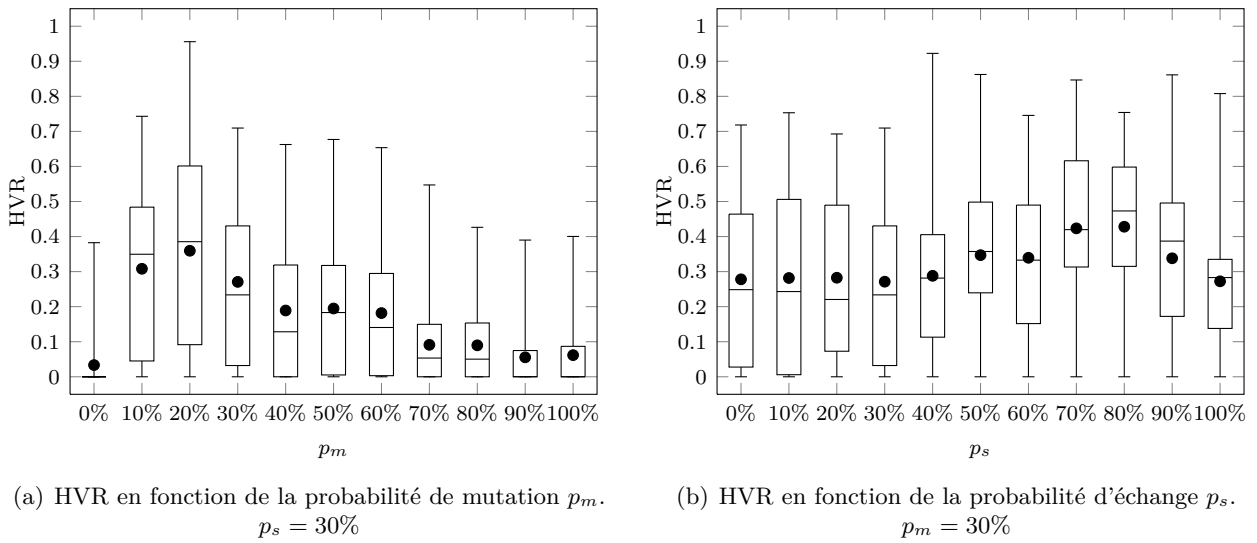 1
0.9
0.8
0.7
0.6
0.5
0.4
0.3
0.2
0.1
0
HVR
0% 10% 20% 30% 40% 50% 60% 70% 80% 90% 100%
p_m
(a) HVR en fonction de la probabilité de mutation p_m.
p_s = 30%
1
0.9
0.8
0.7
0.6
0.5
0.4
0.3
0.2
0.1
0
HVR
0% 10% 20% 30% 40% 50% 60% 70% 80% 90% 100%
p_s
(b) HVR en fonction de la probabilité d'échange p_s.
p_m = 30%